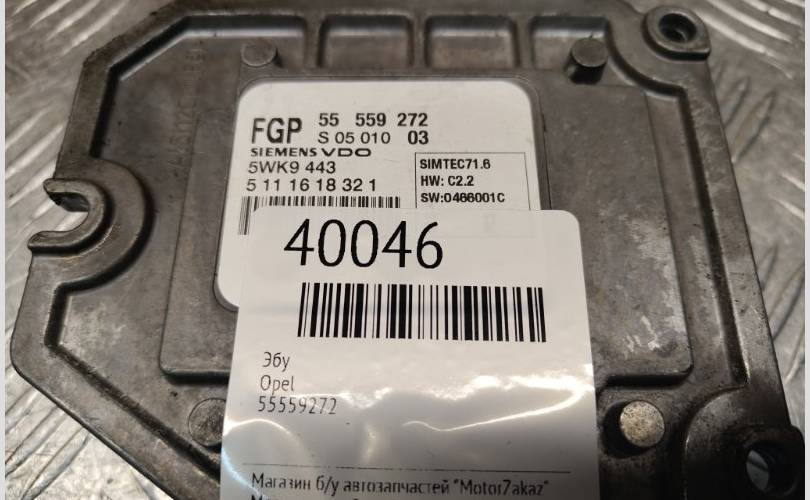 FGP 55 559 272
S 05 010 03
SIEMENS VDO
5WK9 443
5 11 16 18 32 1
SIMTEC71.6
HW: C2.2
SW:0466001C
40046
Эбу
Opel
55559272
Магазин б/у автозапчастей "Motor7akaz"